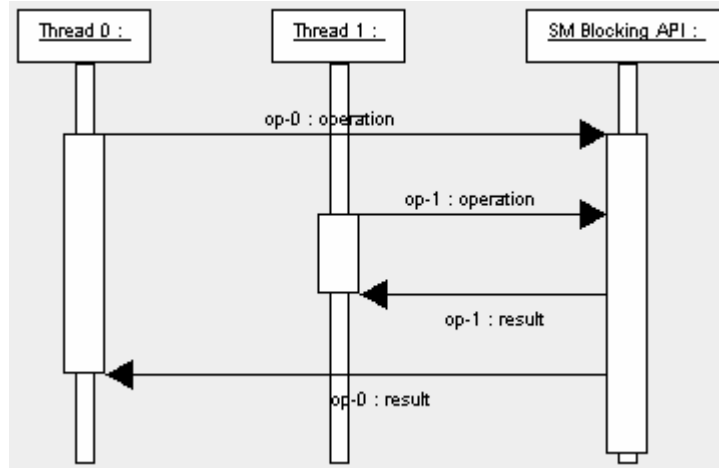 Thread 0 :
Thread 1 :
SM Blocking API :
op-0 : operation
op-1 : operation
op-1 : result
op-0 : result